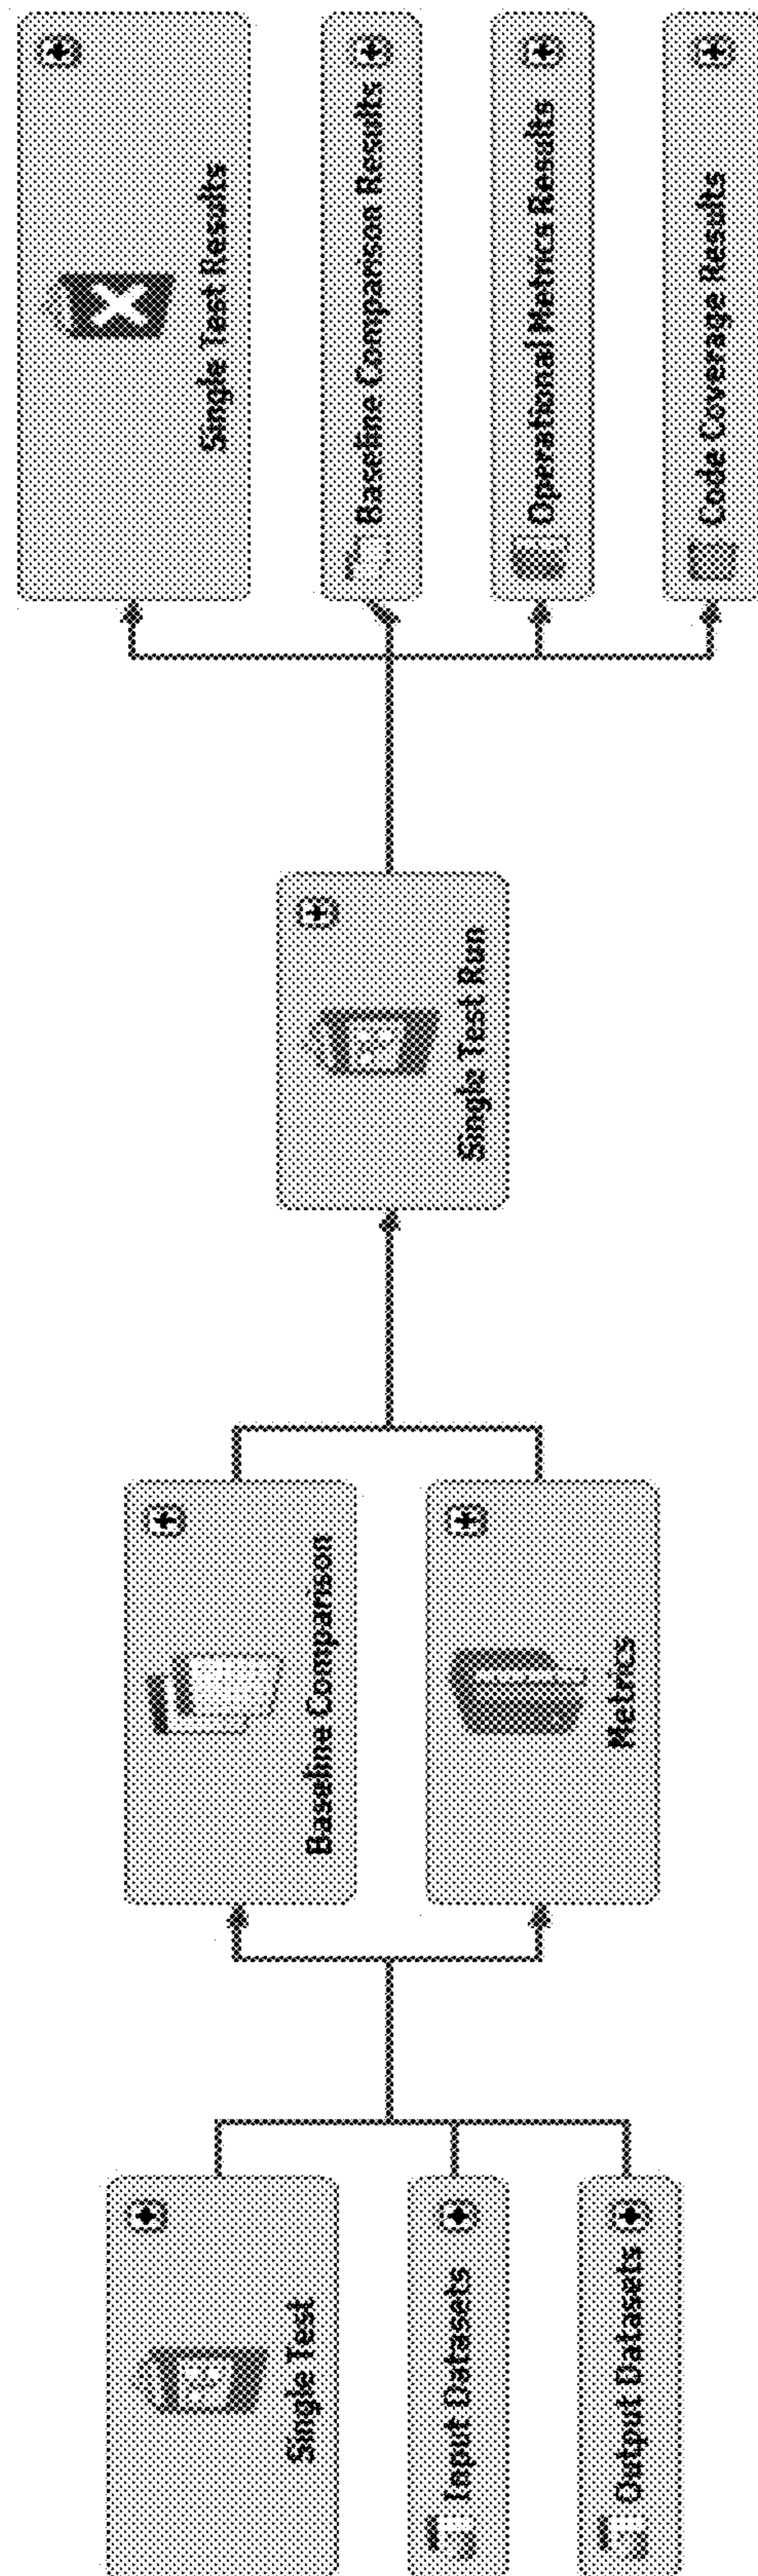 Single Test
Input Datasets
Output Datasets
Baseline Comparison
Metrics
Single Test Run
Single Test Results
Baseline Comparison Results
Operational Metrics Results
Code Coverage Results